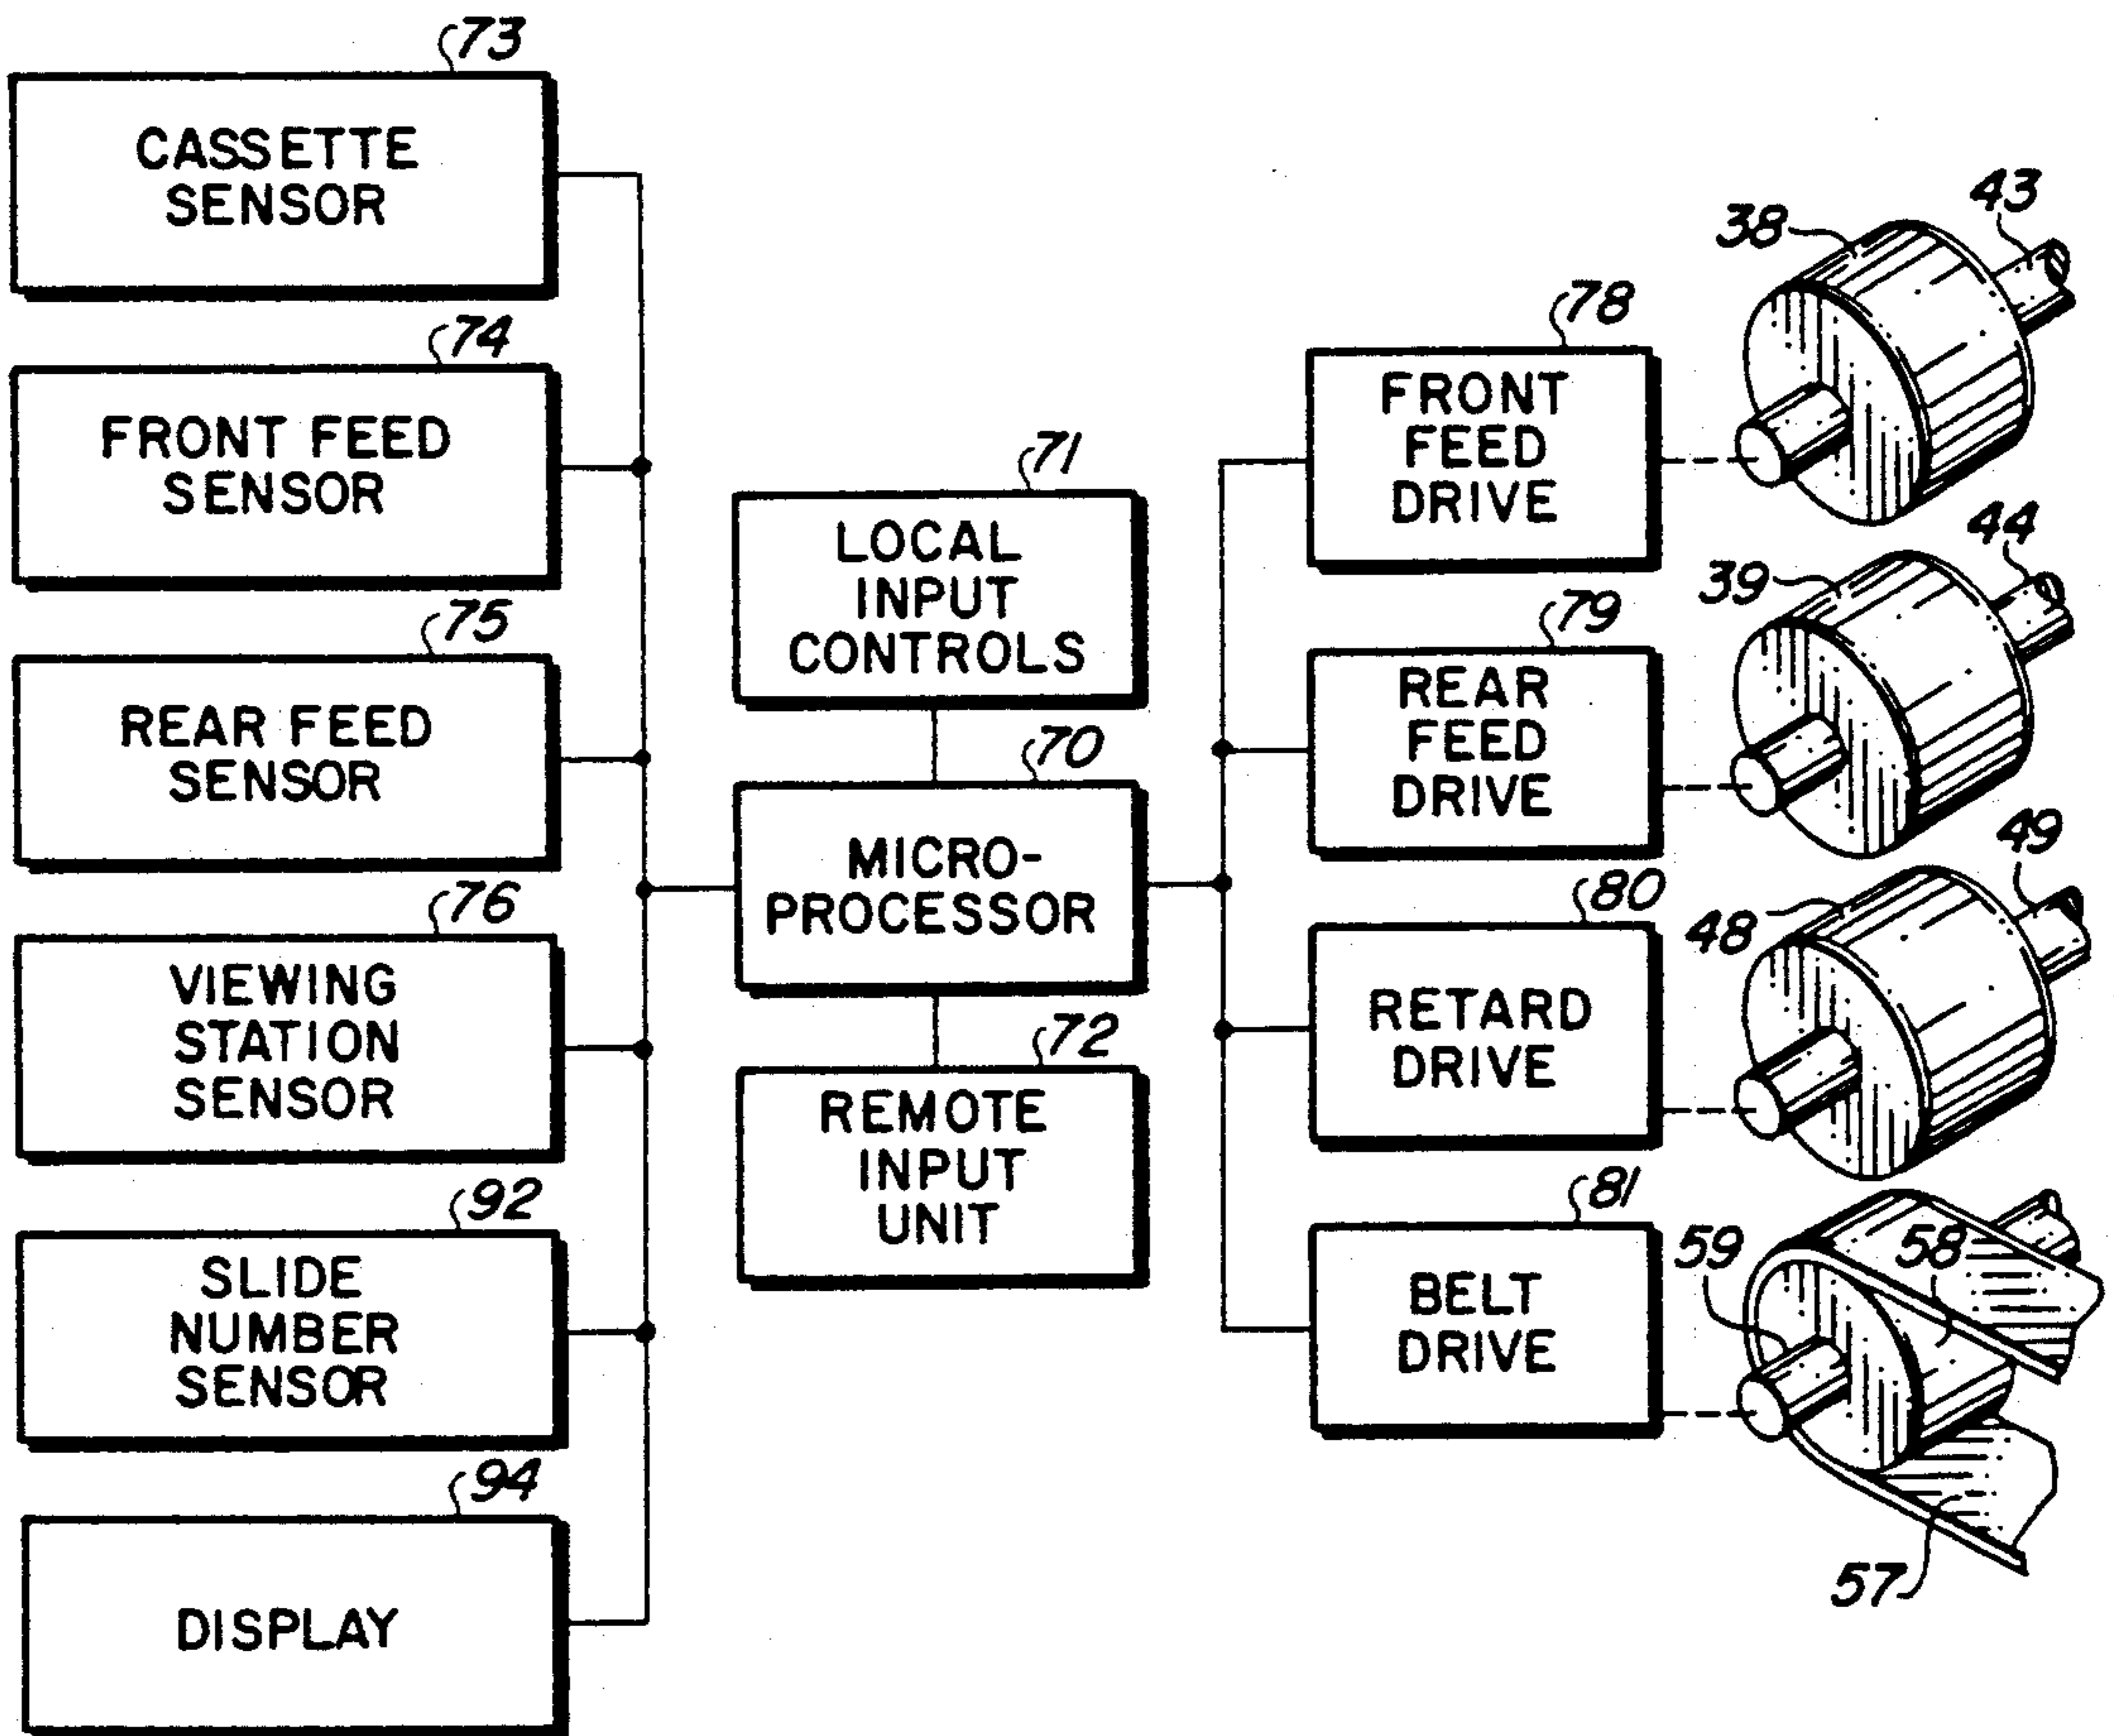 73
CASSETTE
SENSOR
74
FRONT FEED
SENSOR
75
REAR FEED
SENSOR
76
VIEWING
STATION
SENSOR
92
SLIDE
NUMBER
SENSOR
94
DISPLAY
71
LOCAL
INPUT
CONTROLS
70
MICRO-
PROCESSOR
72
REMOTE
INPUT
UNIT
78
FRONT
FEED
DRIVE
79
REAR
FEED
DRIVE
80
RETARD
DRIVE
81
BELT
DRIVE
38
43
39
44
48
49
59
58
57